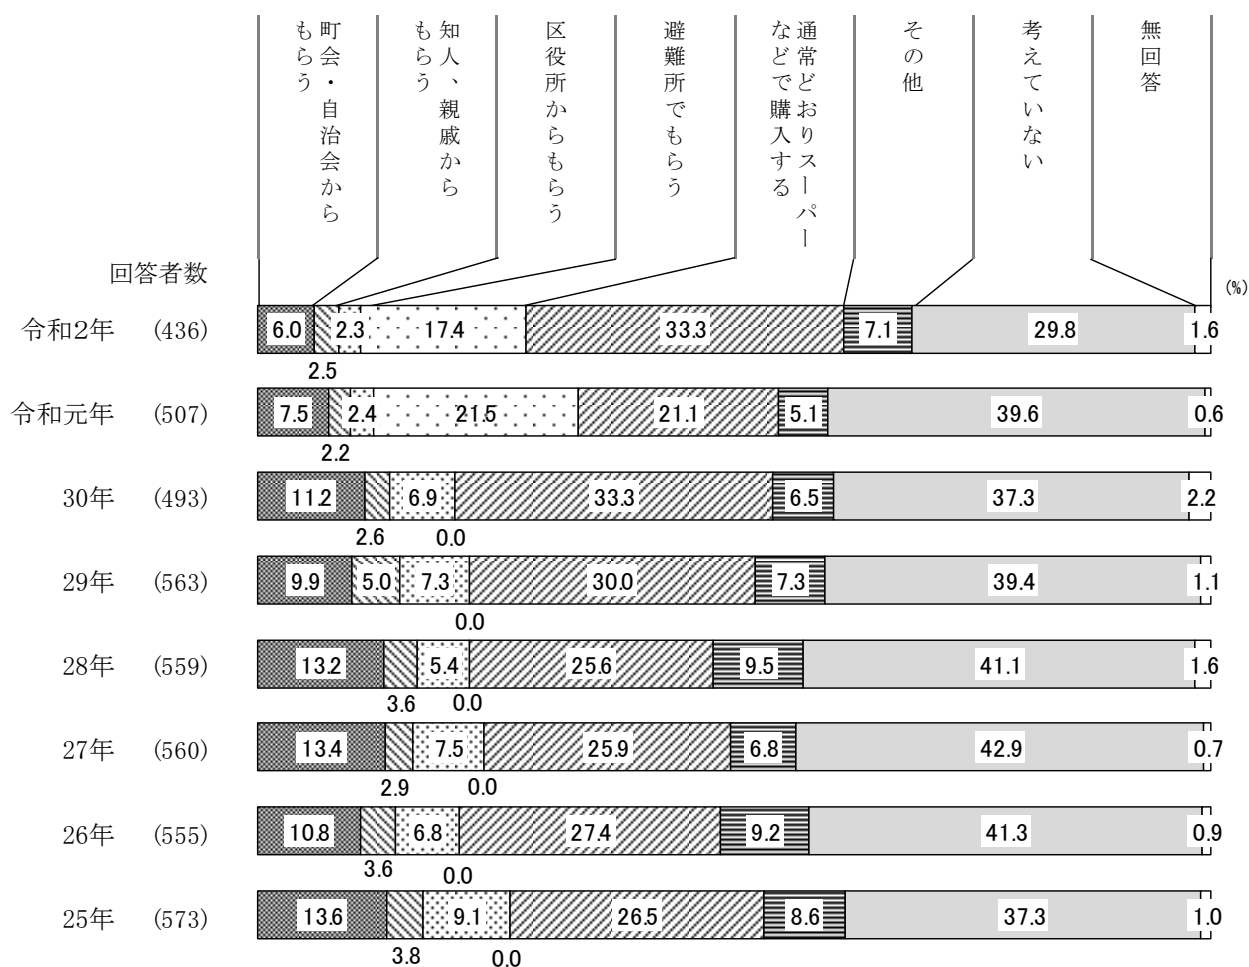 町会・自治会から
もらう
知人、親戚から
もらう
区役所からもらう
避難所でもらう
通常どおりスーパー
などで購入する
その他
考えていない
無回答
回答者数
(%)
令和2年 (436) 6.0 2.3 17.4 33.3 7.1 29.8 1.6
2.5
令和元年 (507) 7.5 2.4 21.5 21.1 5.1 39.6 0.6
2.2
30年 (493) 11.2 6.9 33.3 6.5 37.3 2.2
2.6 0.0
29年 (563) 9.9 5.0 7.3 30.0 7.3 39.4 1.1
0.0
28年 (559) 13.2 5.4 25.6 9.5 41.1 1.6
3.6 0.0
27年 (560) 13.4 7.5 25.9 6.8 42.9 0.7
2.9 0.0
26年 (555) 10.8 6.8 27.4 9.2 41.3 0.9
3.6 0.0
25年 (573) 13.6 9.1 26.5 8.6 37.3 1.0
3.8 0.0